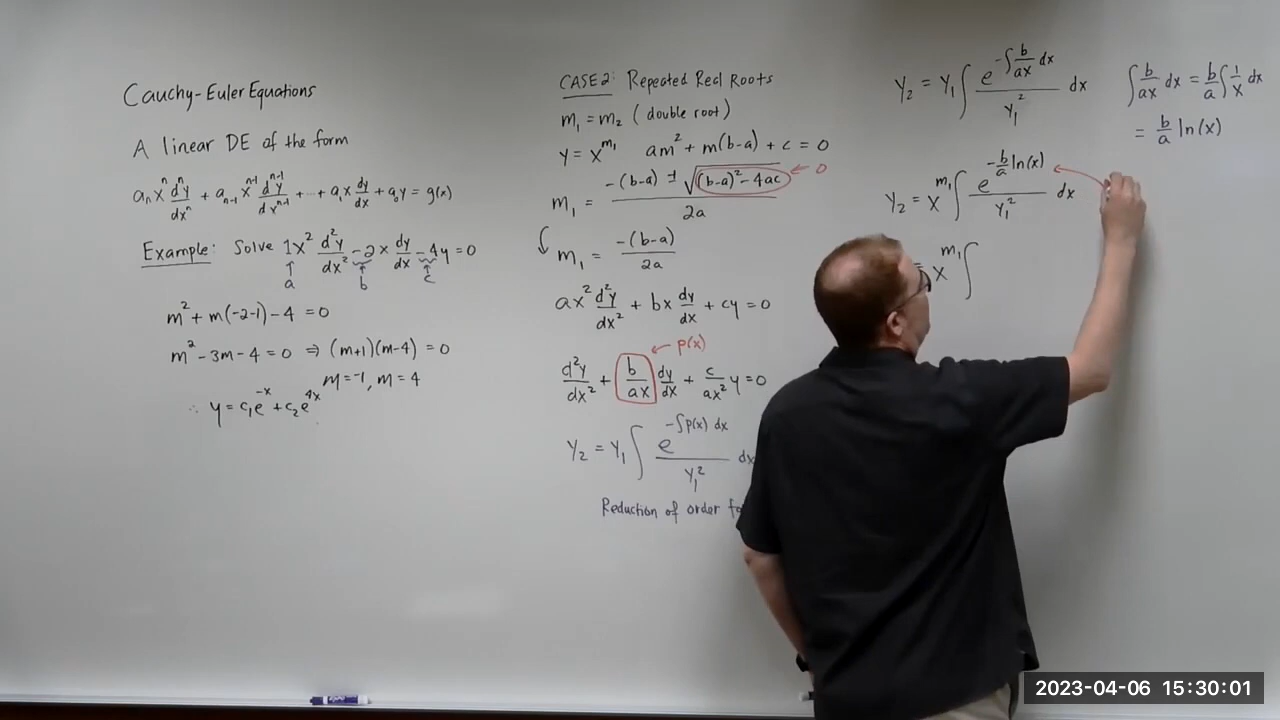 Cauchy-Euler Equations
A linear DE of the form
aₙxⁿ dⁿy/dxⁿ + aₙ₋₁xⁿ⁻¹ dⁿ⁻¹y/dxⁿ⁻¹ + ... + a₁x dy/dx + a₀y = g(x)
Example: Solve 1x² d²y/dx² - 2x dy/dx - 4y = 0
a b c
m² + m(-2-1) - 4 = 0
m² - 3m - 4 = 0 ⇒ (m+1)(m-4) = 0
m = -1, m = 4
∴ y = c₁e⁻ˣ + c₂e⁴ˣ
CASE 2: Repeated Real Roots
m₁ = m₂ (double root)
y = x^m₁ am² + m(b-a) + c = 0
m₁ = (-(b-a) ± √((b-a)² - 4ac))/2a ← 0
m₁ = -(b-a)/2a
ax² d²y/dx² + bx dy/dx + cy = 0
← p(x)
d²y/dx² + b/ax dy/dx + c/ax² y = 0
y₂ = y₁ ∫ e^(-∫p(x) dx)/y₁² dx
Reduction of order
y₂ = y₁ ∫ e^(-∫ b/ax dx)/y₁² dx
∫ b/ax dx = b/a ∫ 1/x dx
= b/a ln(x)
y₂ = x^m₁ ∫ e^(-b/a ln(x))/y₁² dx
= x^m₁ ∫
2023-04-06 15:30:01